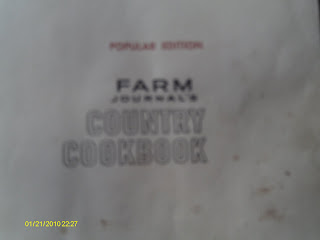 POPULAR EDITION
FARM
JOURNAL'S
COUNTRY
COOKBOOK
01/21/2010 22:27